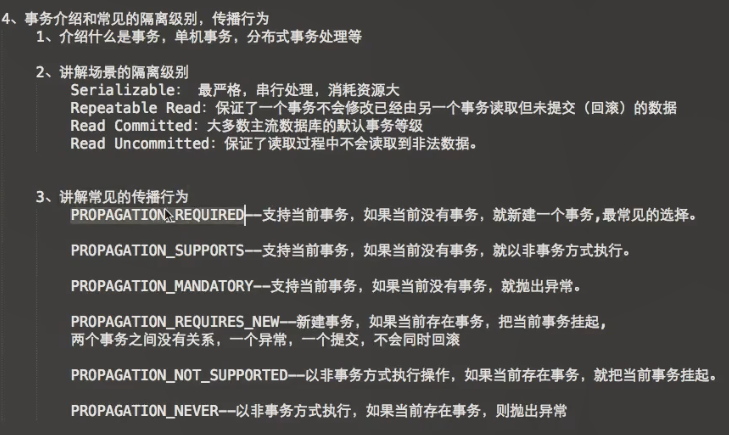 4、事务介绍和常见的隔离级别，传播行为
1、介绍什么是事务，单机事务，分布式事务处理等
2、讲解场景的隔离级别
Serializable： 最严格，串行处理，消耗资源大
Repeatable Read：保证了一个事务不会修改已经由另一个事务读取但未提交（回滚）的数据
Read Committed：大多数主流数据库的默认事务等级
Read Uncommitted：保证了读取过程中不会读取到非法数据。
3、讲解常见的传播行为
PROPAGATION_REQUIRED--支持当前事务，如果当前没有事务，就新建一个事务,最常见的选择。
PROPAGATION_SUPPORTS--支持当前事务，如果当前没有事务，就以非事务方式执行。
PROPAGATION_MANDATORY--支持当前事务，如果当前没有事务，就抛出异常。
PROPAGATION_REQUIRES_NEW--新建事务，如果当前存在事务，把当前事务挂起,
两个事务之间没有关系，一个异常，一个提交，不会同时回滚
PROPAGATION_NOT_SUPPORTED--以非事务方式执行操作，如果当前存在事务，就把当前事务挂起。
PROPAGATION_NEVER--以非事务方式执行，如果当前存在事务，则抛出异常